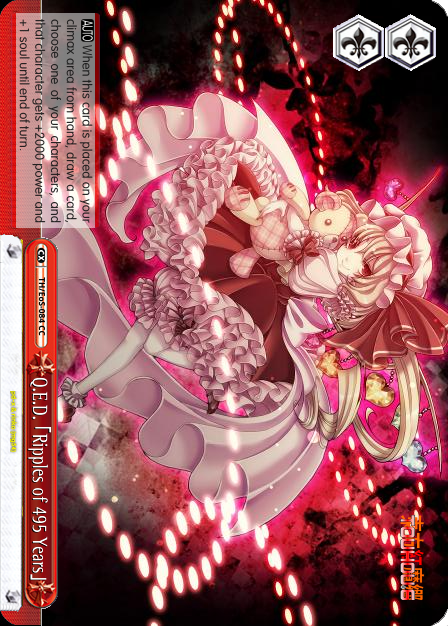 [AUTO] When this card is placed on your
climax area from hand, draw a card,
choose one of your characters, and
that character gets +2000 power and
+1 soul until end of turn.
CX
TH/EoS-084 CC
Q.E.D. 「Ripples of 495 Years」